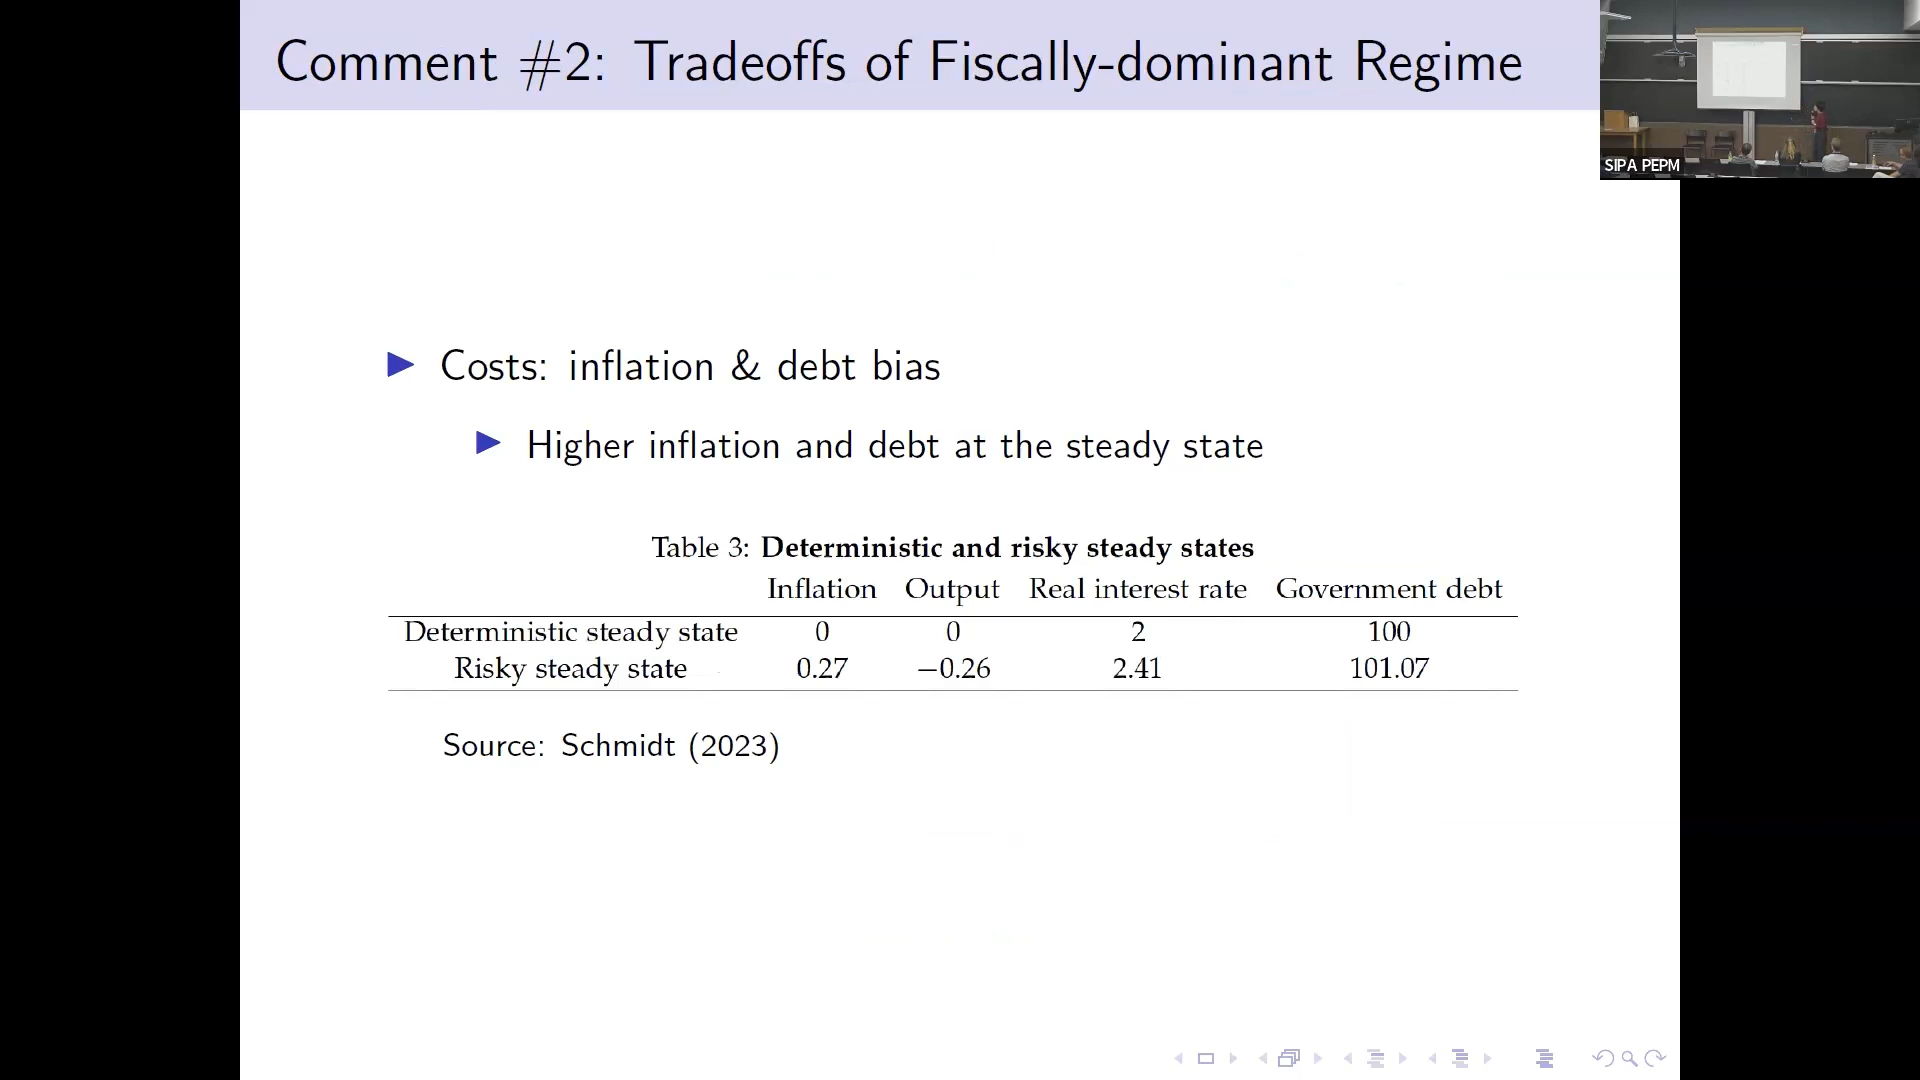 Comment #2: Tradeoffs of Fiscally-dominant Regime
SIPA PEPM
Costs: inflation & debt bias
Higher inflation and debt at the steady state
Table 3: Deterministic and risky steady states
Inflation Output Real interest rate Government debt
Deterministic steady state 0 0 2 100
Risky steady state 0.27 −0.26 2.41 101.07
Source: Schmidt (2023)